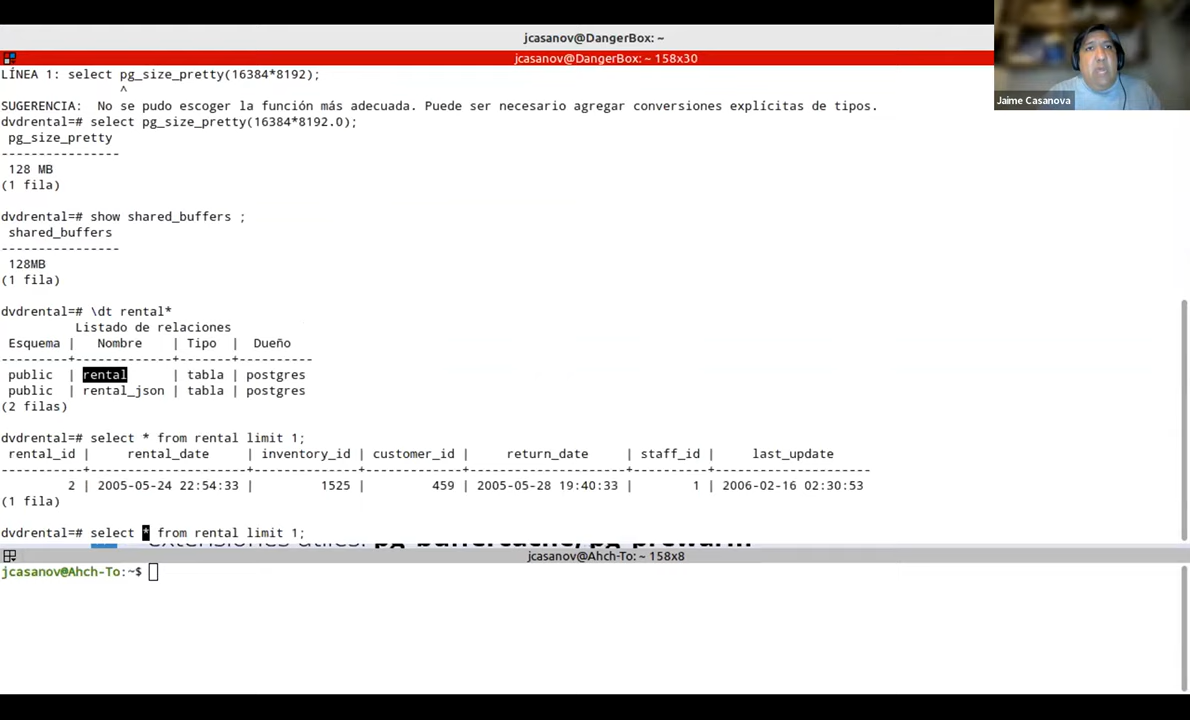 jcasanov@DangerBox: ~
jcasanov@DangerBox: ~ 158x30
LÍNEA 1: select pg_size_pretty(16384*8192);
^
SUGERENCIA:  No se pudo escoger la función más adecuada. Puede ser necesario agregar conversiones explícitas de tipos.
dvdrental=# select pg_size_pretty(16384*8192.0);
pg_size_pretty
----------------
128 MB
(1 fila)
dvdrental=# show shared_buffers ;
shared_buffers
----------------
128MB
(1 fila)
dvdrental=# \dt rental*
Listado de relaciones
Esquema |   Nombre    | Tipo  |  Dueño
---------+-------------+-------+----------
public  | rental      | tabla | postgres
public  | rental_json | tabla | postgres
(2 filas)
dvdrental=# select * from rental limit 1;
rental_id |     rental_date     | inventory_id | customer_id |     return_date     | staff_id |     last_update
-----------+---------------------+--------------+-------------+---------------------+----------+---------------------
2 | 2005-05-24 22:54:33 |         1525 |         459 | 2005-05-28 19:40:33 |        1 | 2006-02-16 02:30:53
(1 fila)
dvdrental=# select * from rental limit 1;
extensiones útiles: pg_buffercache/pg_prewarm
jcasanov@Ahch-To: ~ 158x8
jcasanov@Ahch-To:~$
Jaime Casanova